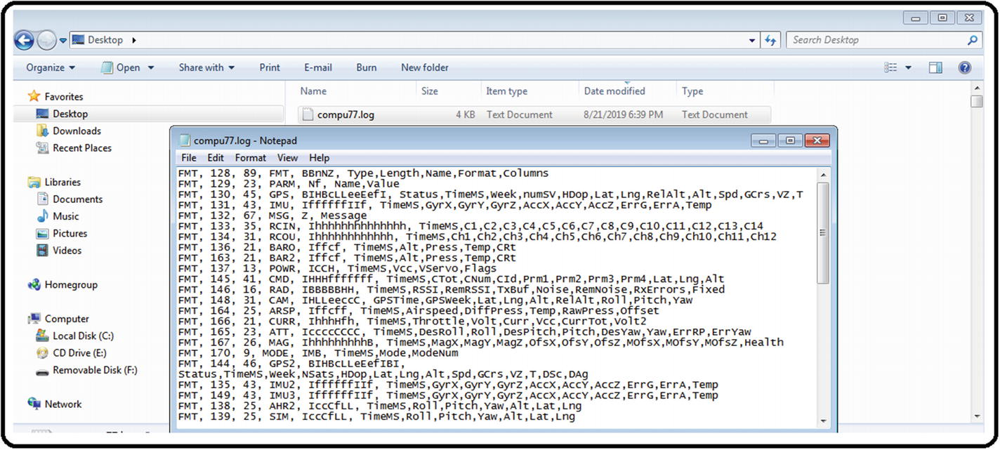 Desktop
Search Desktop
Organize Open Share with Print E-mail Burn New folder
Favorites
Desktop
Downloads
Recent Places
Libraries
Documents
Music
Pictures
Videos
Homegroup
Computer
Local Disk (C:)
CD Drive (E:)
Removable Disk (F:)
Network
Name Size Item type Date modified Type
compu77.log 4 KB Text Document 8/21/2019 6:39 PM Text Document
compu77.log - Notepad
File Edit Format View Help
FMT, 128, 89, FMT, BBnNZ, Type,Length,Name,Format,Columns
FMT, 129, 23, PARM, Nf, Name,Value
FMT, 130, 45, GPS, BIHBcLLeeEefI, Status,TimeMS,Week,numSV,HDop,Lat,Lng,RelAlt,Alt,Spd,GCrs,VZ,T
FMT, 131, 43, IMU, IffffffIIf, TimeMS,GyrX,GyrY,GyrZ,AccX,AccY,AccZ,ErrG,ErrA,Temp
FMT, 132, 67, MSG, Z, Message
FMT, 133, 35, RCIN, Ihhhhhhhhhhhhhh, TimeMS,C1,C2,C3,C4,C5,C6,C7,C8,C9,C10,C11,C12,C13,C14
FMT, 134, 31, RCOU, Ihhhhhhhhhhhh, TimeMS,Ch1,Ch2,Ch3,Ch4,Ch5,Ch6,Ch7,Ch8,Ch9,Ch10,Ch11,Ch12
FMT, 136, 21, BARO, Iffcf, TimeMS,Alt,Press,Temp,CRt
FMT, 163, 21, BAR2, Iffcf, TimeMS,Alt,Press,Temp,CRt
FMT, 137, 13, POWR, ICCH, TimeMS,Vcc,VServo,Flags
FMT, 145, 41, CMD, IHHHfffffff, TimeMS,CTot,CNum,CId,Prm1,Prm2,Prm3,Prm4,Lat,Lng,Alt
FMT, 146, 16, RAD, IBBBBBHH, TimeMS,RSSI,RemRSSI,TxBuf,Noise,RemNoise,RxErrors,Fixed
FMT, 148, 31, CAM, IHLLeeccC, GPSTime,GPSWeek,Lat,Lng,Alt,RelAlt,Roll,Pitch,Yaw
FMT, 164, 25, ARSP, Iffcff, TimeMS,Airspeed,DiffPress,Temp,RawPress,Offset
FMT, 166, 21, CURR, IhhhHfh, TimeMS,Throttle,Volt,Curr,Vcc,CurrTot,Volt2
FMT, 165, 23, ATT, IccccCCCC, TimeMS,DesRoll,Roll,DesPitch,Pitch,DesYaw,Yaw,ErrRP,ErrYaw
FMT, 167, 26, MAG, IhhhhhhhhhB, TimeMS,MagX,MagY,MagZ,OfsX,OfsY,OfsZ,MOfsX,MOfsY,MOfsZ,Health
FMT, 170, 9, MODE, IMB, TimeMS,Mode,ModeNum
FMT, 144, 46, GPS2, BIHBcLLeEefIBI,
Status,TimeMS,Week,NSats,HDop,Lat,Lng,Alt,Spd,GCrs,VZ,T,DSc,DAg
FMT, 135, 43, IMU2, IffffffIIf, TimeMS,GyrX,GyrY,GyrZ,AccX,AccY,AccZ,ErrG,ErrA,Temp
FMT, 149, 43, IMU3, IffffffIIf, TimeMS,GyrX,GyrY,GyrZ,AccX,AccY,AccZ,ErrG,ErrA,Temp
FMT, 138, 25, AHR2, IccCfLL, TimeMS,Roll,Pitch,Yaw,Alt,Lat,Lng
FMT, 139, 25, SIM, IccCfLL, TimeMS,Roll,Pitch,Yaw,Alt,Lat,Lng